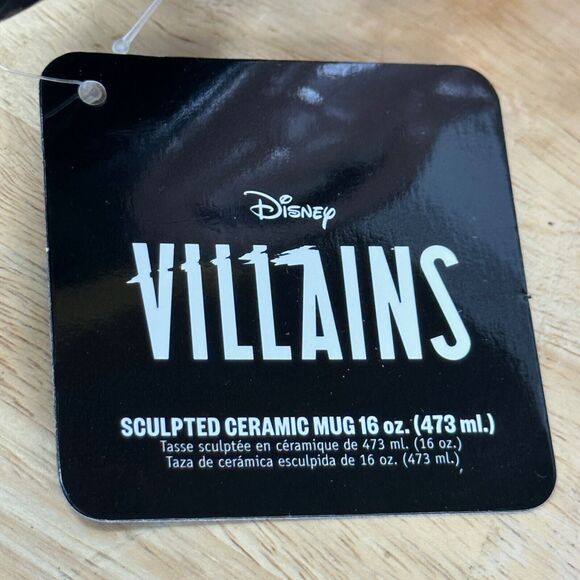 Disney
VILLAINS
SCULPTED CERAMIC MUG 16 oz. (473 ml.)
Tasse sculptée en céramique de 473 ml. (16 oz.)
Taza de cerámica esculpida de 16 oz. (473 ml.)